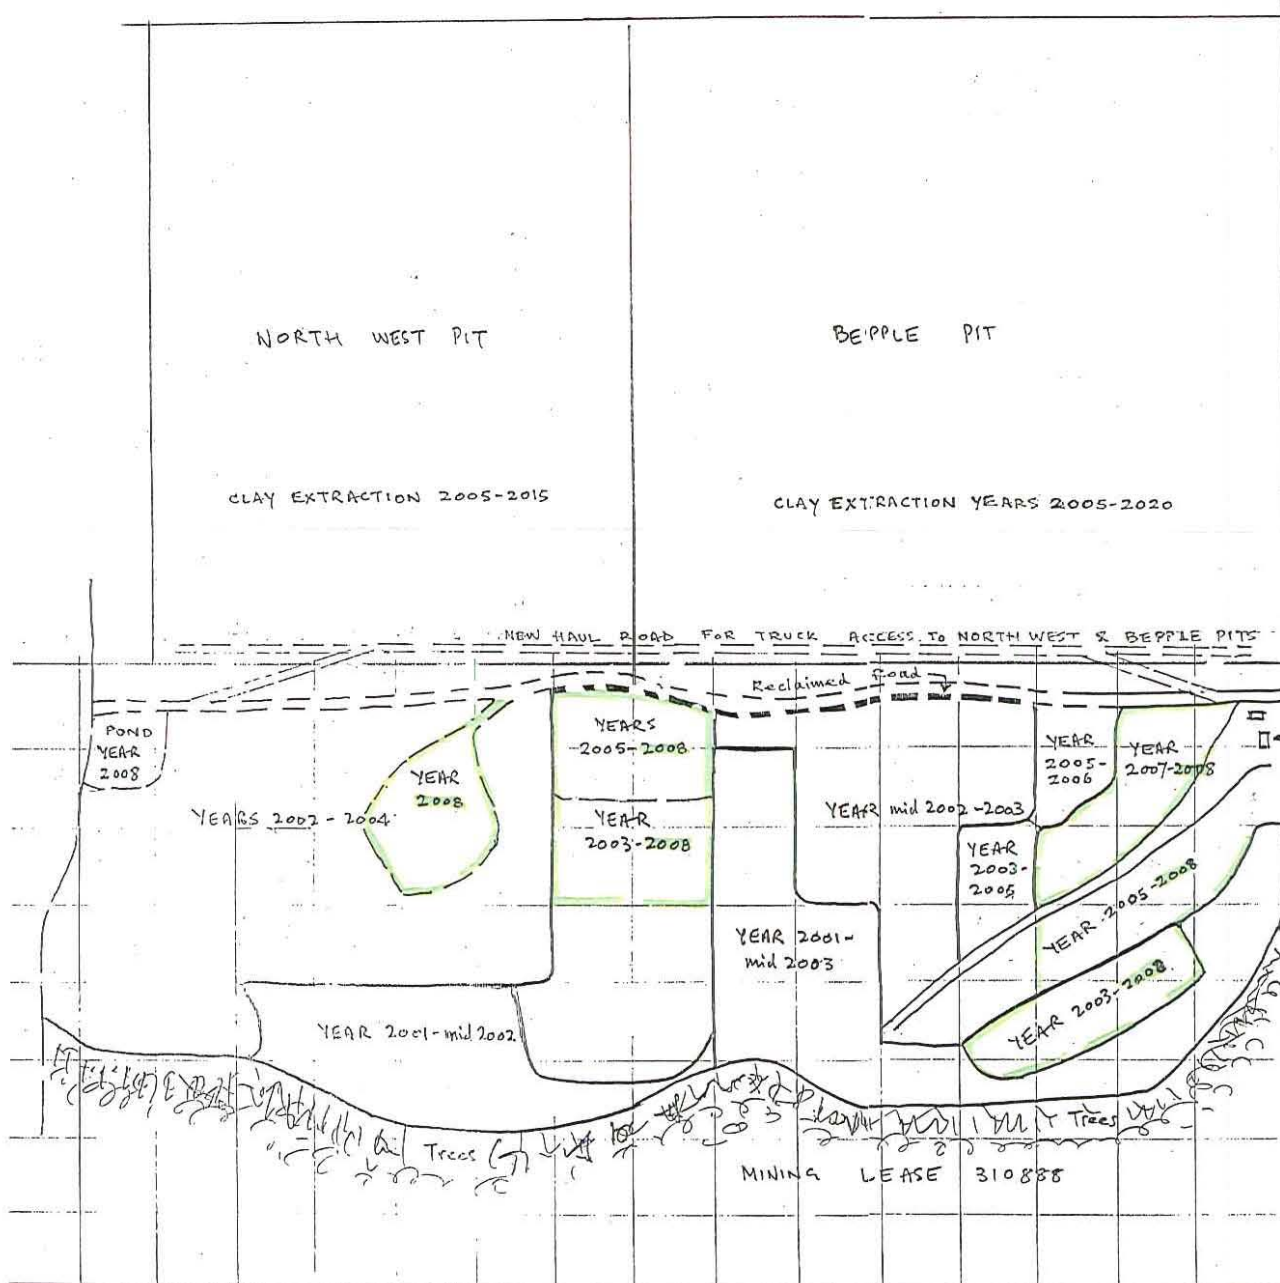 NORTH WEST PIT
BEPPLE PIT
CLAY EXTRACTION 2005-2015
CLAY EXTRACTION YEARS 2005-2020
NEW HAUL ROAD FOR TRUCK ACCESS TO NORTH WEST & BEPPLE PITS
Reclaimed road
POND
YEAR
2008
YEARS 2002-2004
YEAR
2008
YEARS
2005-2008
YEAR
2003-2008
YEAR mid 2002-2003
YEAR
2005-
2006
YEAR
2007-2008
YEAR
2003-
2005
YEAR 2005-2008
YEAR 2001-
mid 2003
YEAR 2003-2008
YEAR 2001-mid 2002
Trees
Trees
MINING LEASE 310888